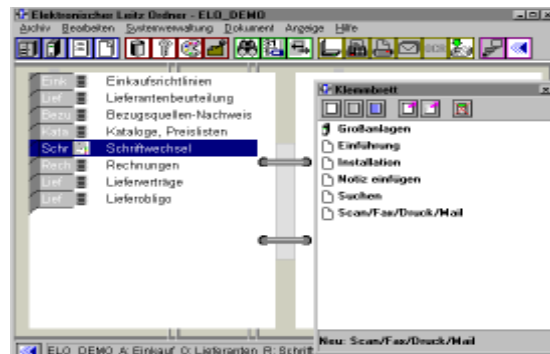 Elektronischer Leitz Ordner - ELO_DEMO
Archiv Bearbeiten Systemverwaltung Dokument Anzeige Hilfe
OCR
Eink Einkaufsrichtlinien
Lief Lieferantenbeurteilung
Bezu Bezugsquellen-Nachweis
Kata Kataloge, Preislisten
Schr Schriftwechsel
Rech Rechnungen
Lief Lieferverträge
Lief Lieferobligo
Klemmbrett
Großanlagen
Einführung
Installation
Notiz einfügen
Suchen
Scan/Fax/Druck/Mail
Neu: Scan/Fax/Druck/Mail
ELO_DEMO A: Einkauf O: Lieferanten R: Schrift